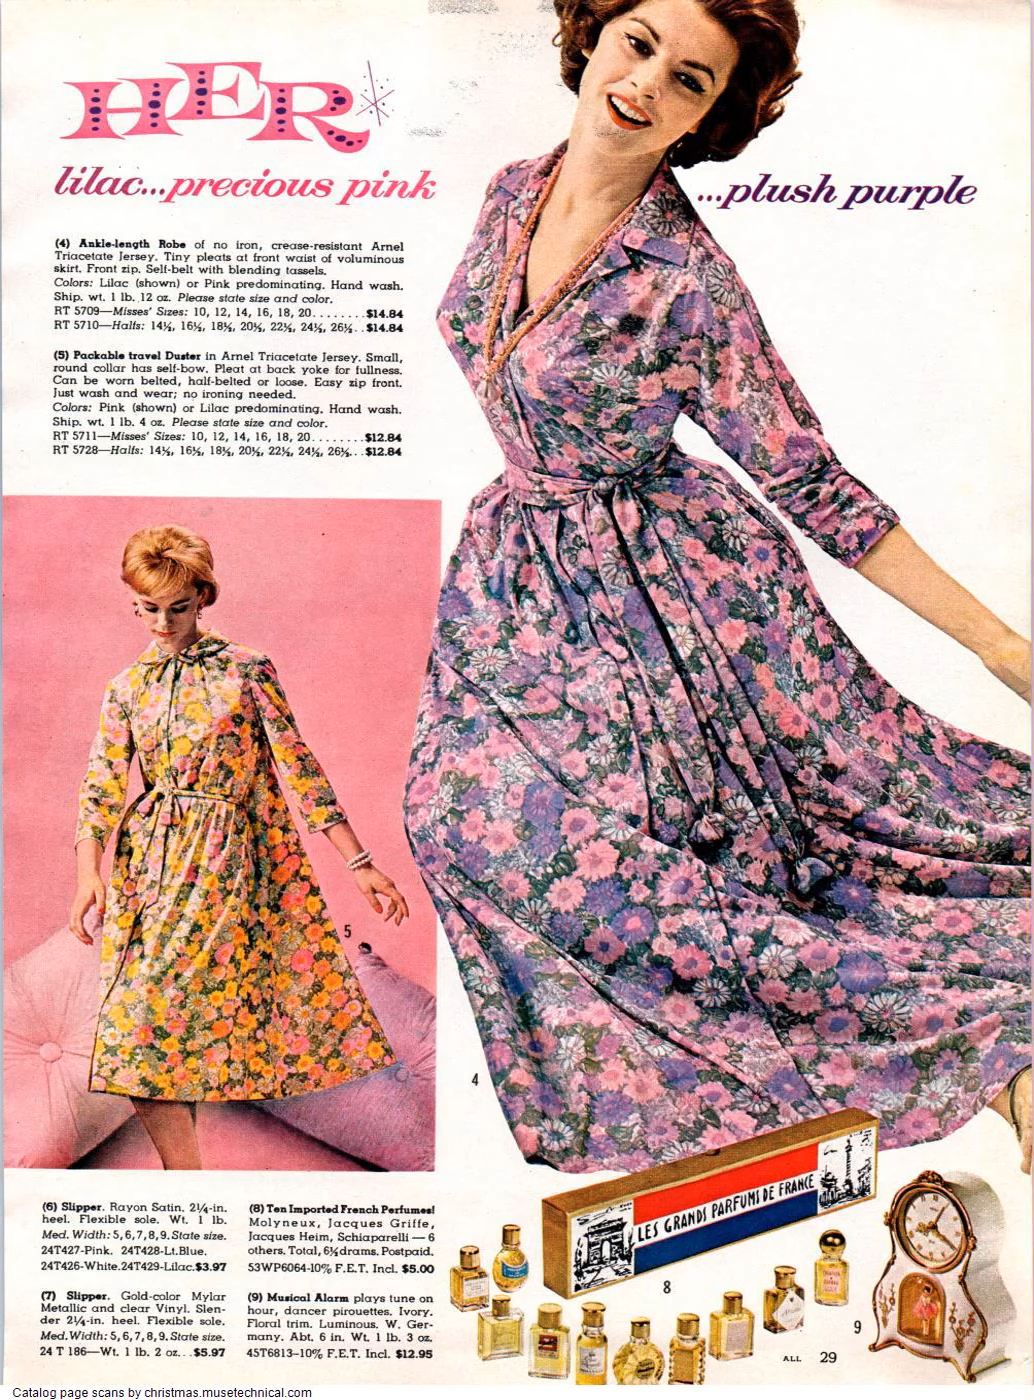 HER
lilac...precious pink
...plush purple
(4) Ankle-length Robe of no iron, crease-resistant Arnel
Triacetate Jersey. Tiny pleats at front waist of voluminous
skirt. Front zip. Self-belt with blending tassels.
Colors: Lilac (shown) or Pink predominating. Hand wash.
Ship. wt. 1 lb. 12 oz. Please state size and color.
RT 5709—Misses' Sizes: 10, 12, 14, 16, 18, 20........$14.84
RT 5710—Halfs: 14½, 16½, 18½, 20½, 22½, 24½, 26½..$14.84
(5) Packable travel Duster in Arnel Triacetate Jersey. Small,
round collar has self-bow. Pleat at back yoke for fullness.
Can be worn belted, half-belted or loose. Easy zip front.
Just wash and wear; no ironing needed.
Colors: Pink (shown) or Lilac predominating. Hand wash.
Ship. wt. 1 lb. 4 oz. Please state size and color.
RT 5711—Misses' Sizes: 10, 12, 14, 16, 18, 20........$12.84
RT 5728—Halfs: 14½, 16½, 18½, 20½, 22½, 24½, 26½...$12.84
5
4
(6) Slipper. Rayon Satin. 2¼-in.
heel. Flexible sole. Wt. 1 lb.
Med. Width: 5, 6, 7, 8, 9. State size.
24T427-Pink. 24T428-Lt.Blue.
24T426-White. 24T429-Lilac. $3.97
(7) Slipper. Gold-color Mylar
Metallic and clear Vinyl. Slen-
der 2¼-in. heel. Flexible sole.
Med. Width: 5, 6, 7, 8, 9. State size.
24 T 186—Wt. 1 lb. 2 oz...$5.97
(8) Ten Imported French Perfumes!
Molyneux, Jacques Griffe,
Jacques Heim, Schiaparelli — 6
others. Total, 6½ drams. Postpaid.
53WP6064-10% F.E.T. Incl. $5.00
(9) Musical Alarm plays tune on
hour, dancer pirouettes. Ivory.
Floral trim. Luminous. W. Ger-
many. Abt. 6 in. Wt. 1 lb. 3 oz.
45T6813-10% F.E.T. Incl. $12.95
LES GRANDS PARFUMS DE FRANCE
8
9
ALL 29
Catalog page scans by christmas.musetechnical.com